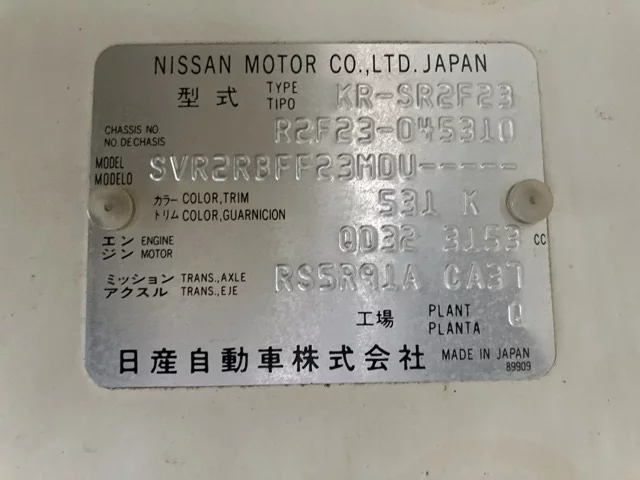 NISSAN MOTOR CO.,LTD. JAPAN
型式 TYPE TIPO KR-SR2F23
CHASSIS NO NO. DE CHASIS R2F23-045310
MODEL MODELO SVR2RBFF23MDU-----
カラー COLOR,TRIM トリム COLOR,GUARNICION 531 K
エンジン ENGINE MOTOR QD32 3153 CC
ミッション TRANS.,AXLE アクスル TRANS.,EJE RS5R91A CA37
工場 PLANT PLANTA Q
日産自動車株式会社 MADE IN JAPAN
89909